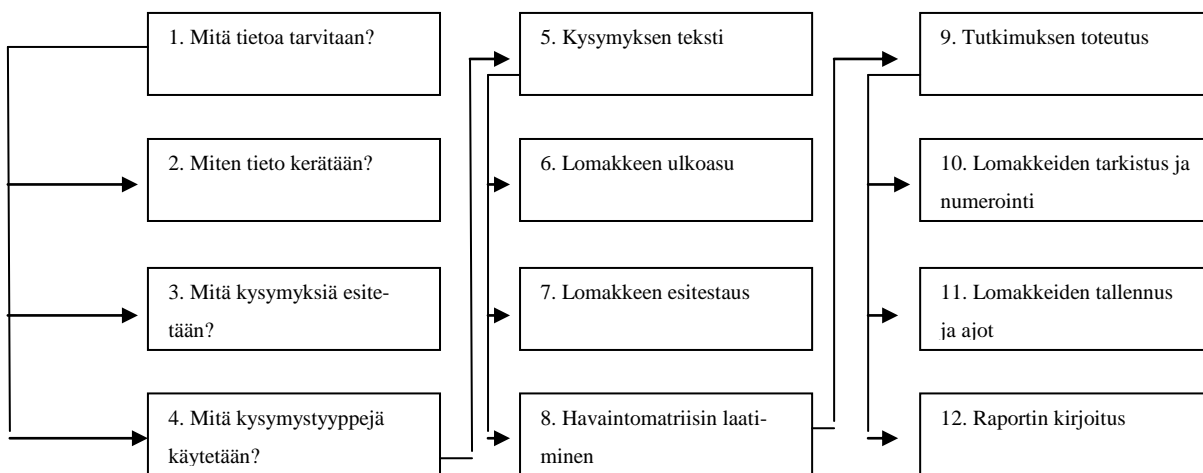 1. Mitä tietoa tarvitaan?
2. Miten tieto kerätään?
3. Mitä kysymyksiä esite-
tään?
4. Mitä kysymystyyppejä
käytetään?
5. Kysymyksen teksti
6. Lomakkeen ulkoasu
7. Lomakkeen esitestaus
8. Havaintomatriisin laati-
minen
9. Tutkimuksen toteutus
10. Lomakkeiden tarkistus ja
numerointi
11. Lomakkeiden tallennus
ja ajot
12. Raportin kirjoitus